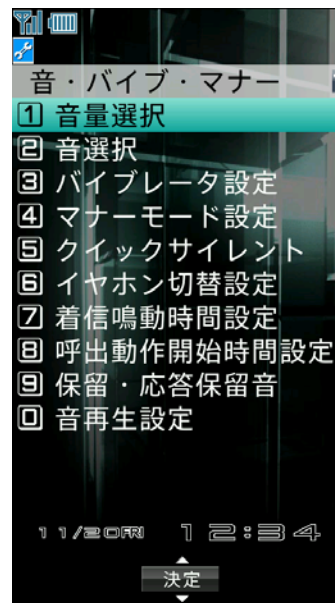 音・バイブ・マナー
1 音量選択
2 音選択
3 バイブレータ設定
4 マナーモード設定
5 クイックサイレント
6 イヤホン切替設定
7 着信鳴動時間設定
8 呼出動作開始時間設定
9 保留・応答保留音
0 音再生設定
11/20FRI 12:34
決定